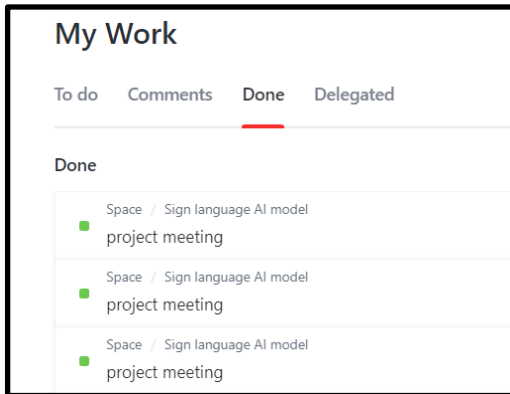 My Work
To do Comments Done Delegated
Done
Space / Sign language AI model
project meeting
Space / Sign language AI model
project meeting
Space / Sign language AI model
project meeting